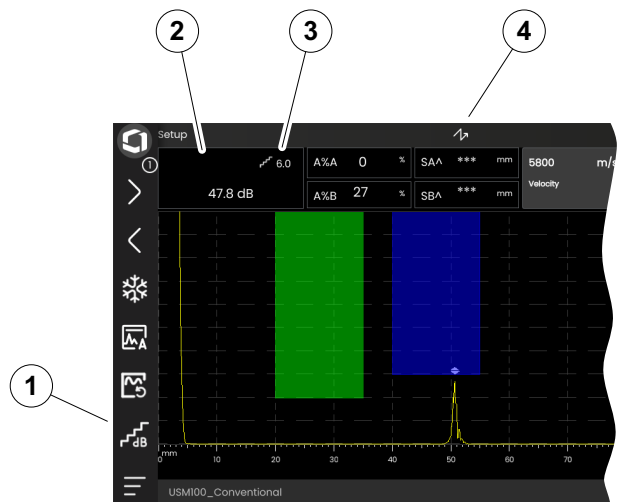 2
3
4
Setup
1
6.0
47.8 dB
A%A 0 %
A%B 27 %
SA^ *** mm
SB^ *** mm
5800 m/s
Velocity
A
1
dB
mm
0 10 20 30 40 50 60 70
USM100_Conventional